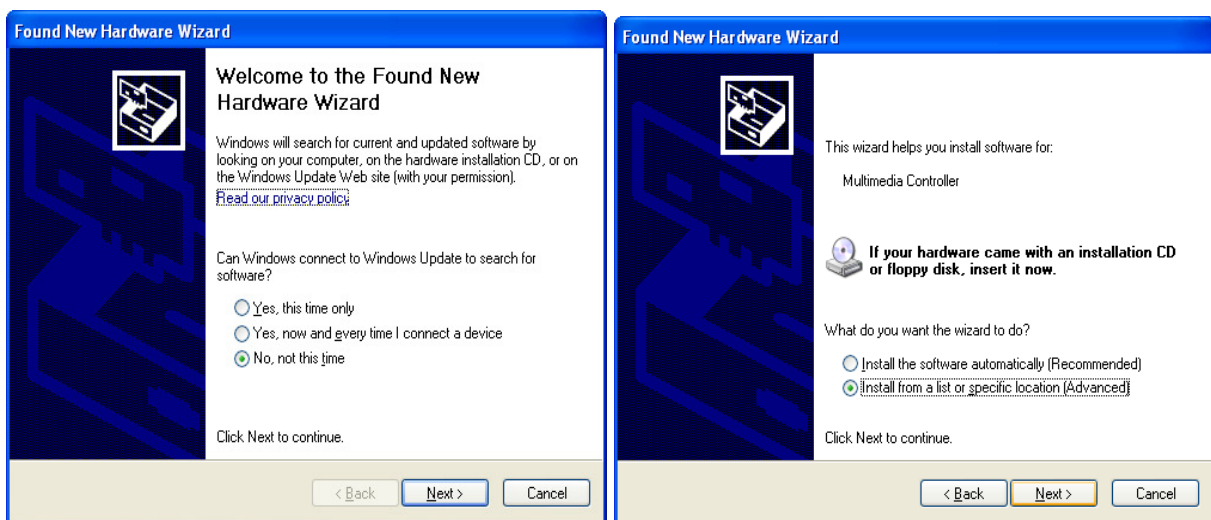 Found New Hardware Wizard
Welcome to the Found New
Hardware Wizard
Windows will search for current and updated software by
looking on your computer, on the hardware installation CD, or on
the Windows Update Web site (with your permission).
Read our privacy policy
Can Windows connect to Windows Update to search for
software?
Yes, this time only
Yes, now and every time I connect a device
No, not this time
Click Next to continue.
< Back
Next >
Cancel
Found New Hardware Wizard
This wizard helps you install software for:
Multimedia Controller
If your hardware came with an installation CD
or floppy disk, insert it now.
What do you want the wizard to do?
Install the software automatically (Recommended)
Install from a list or specific location (Advanced)
Click Next to continue.
< Back
Next >
Cancel